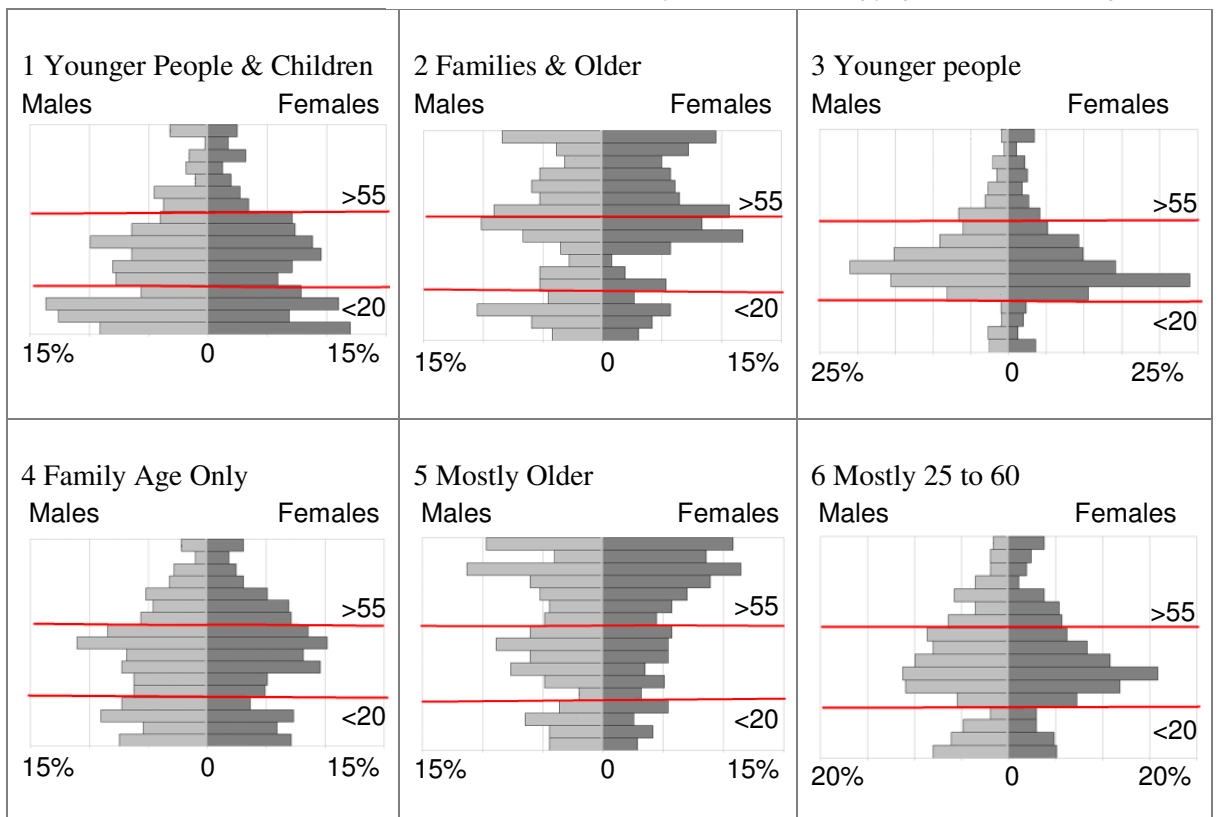 1 Younger People & Children
Males Females
>55
<20
15% 0 15%
2 Families & Older
Males Females
>55
<20
15% 0 15%
3 Younger people
Males Females
>55
<20
25% 0 25%
4 Family Age Only
Males Females
>55
<20
15% 0 15%
5 Mostly Older
Males Females
>55
<20
15% 0 15%
6 Mostly 25 to 60
Males Females
>55
<20
20% 0 20%